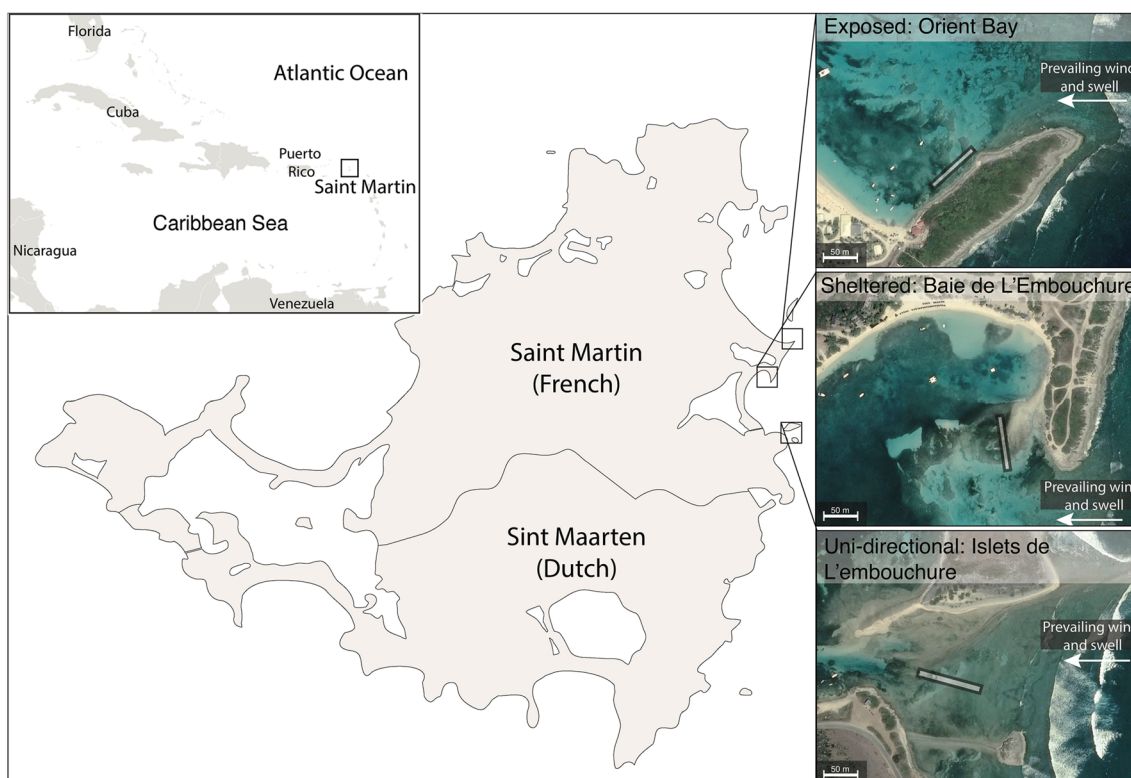 Florida
Atlantic Ocean
Cuba
Puerto
Rico
Saint Martin
Caribbean Sea
Nicaragua
Venezuela
Saint Martin
(French)
Sint Maarten
(Dutch)
Exposed: Orient Bay
Prevailing wind
and swell
50 m
Sheltered: Baie de L'Embouchure
Prevailing wind
and swell
50 m
Uni-directional: Islets de
L'embouchure
Prevailing wind
and swell
50 m